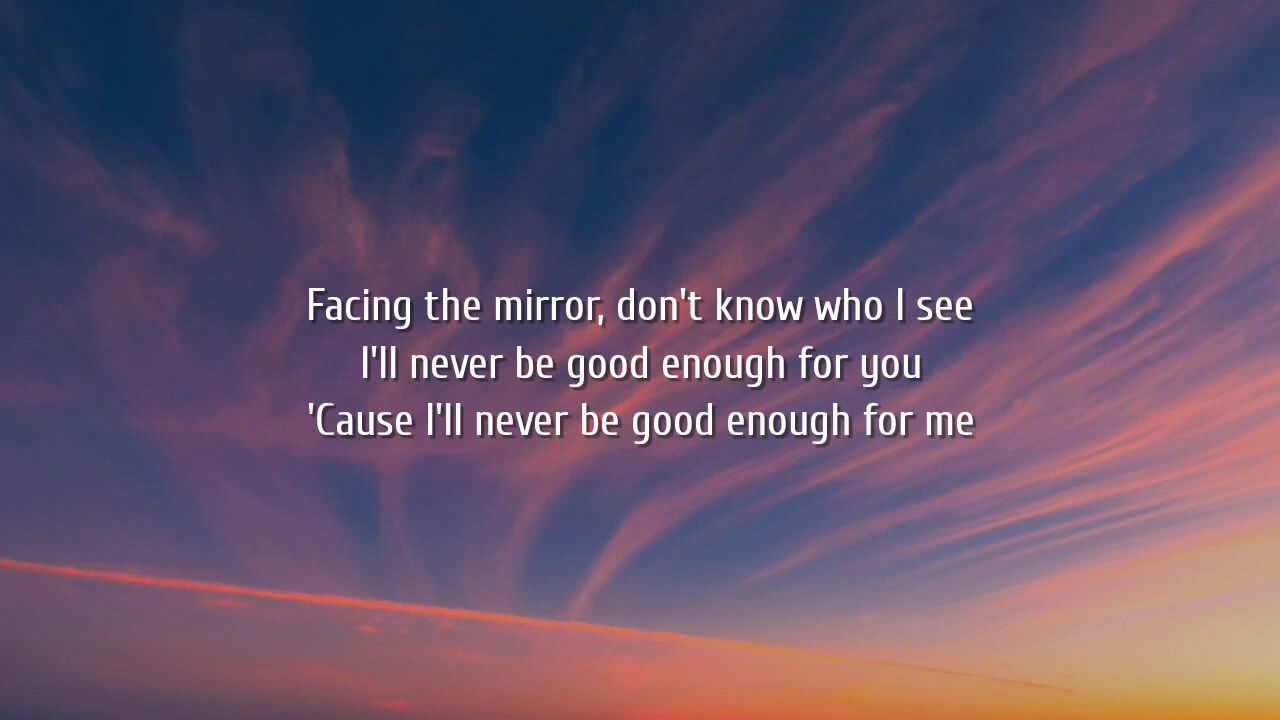 Facing the mirror, don't know who I see
I'll never be good enough for you
'Cause I'll never be good enough for me